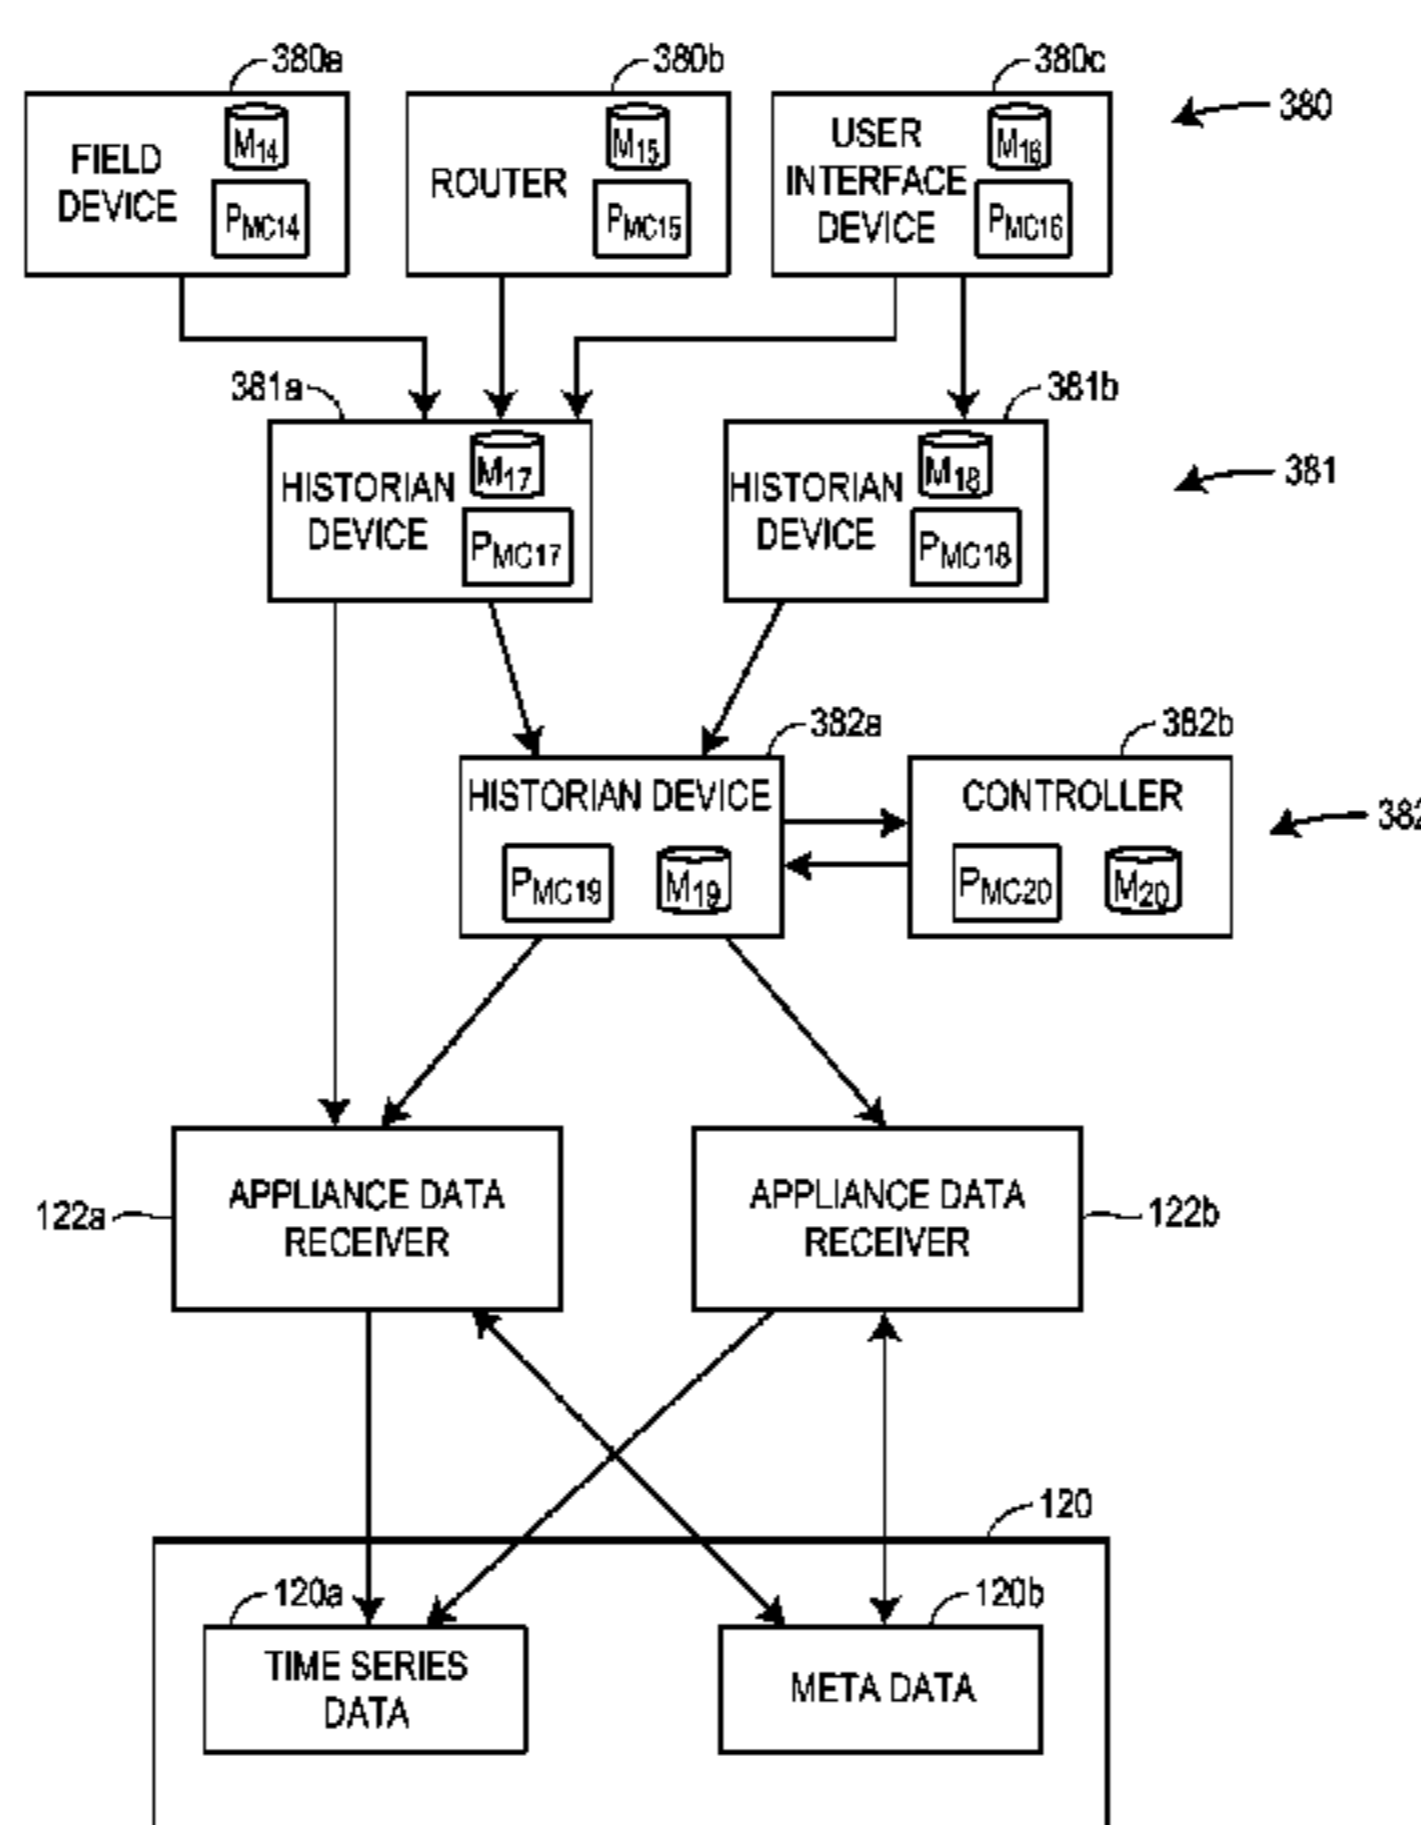 380a
380b
380c
380
FIELD
DEVICE
M14
PMC14
ROUTER
M15
PMC15
USER
INTERFACE
DEVICE
M16
PMC16
381a
381b
381
HISTORIAN
DEVICE
M17
PMC17
HISTORIAN
DEVICE
M18
PMC18
382a
382b
382
HISTORIAN DEVICE
PMC19
M19
CONTROLLER
PMC20
M20
122a
APPLIANCE DATA
RECEIVER
APPLIANCE DATA
RECEIVER
122b
120
120a
120b
TIME SERIES
DATA
META DATA